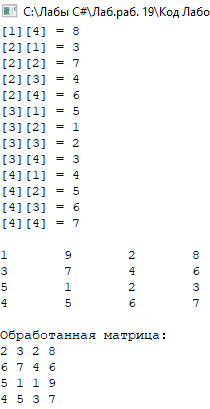 C:\Лабы C#\Лаб.раб. 19\Код Лабо
[1][4] = 8
[2][1] = 3
[2][2] = 7
[2][3] = 4
[2][4] = 6
[3][1] = 5
[3][2] = 1
[3][3] = 2
[3][4] = 3
[4][1] = 4
[4][2] = 5
[4][3] = 6
[4][4] = 7
1 9 2 8
3 7 4 6
5 1 2 3
4 5 6 7
Обработанная матрица:
2 3 2 8
6 7 4 6
5 1 1 9
4 5 3 7